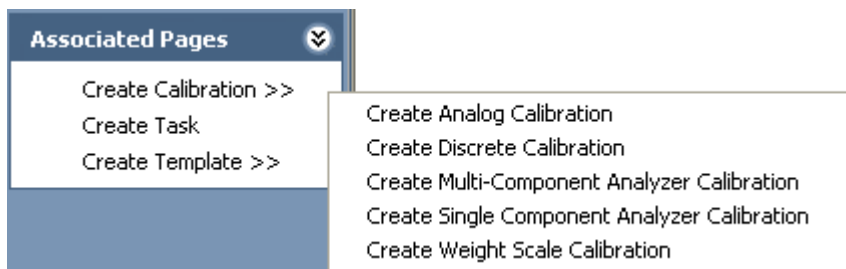 Associated Pages
Create Calibration >>
Create Task
Create Template >>
Create Analog Calibration
Create Discrete Calibration
Create Multi-Component Analyzer Calibration
Create Single Component Analyzer Calibration
Create Weight Scale Calibration